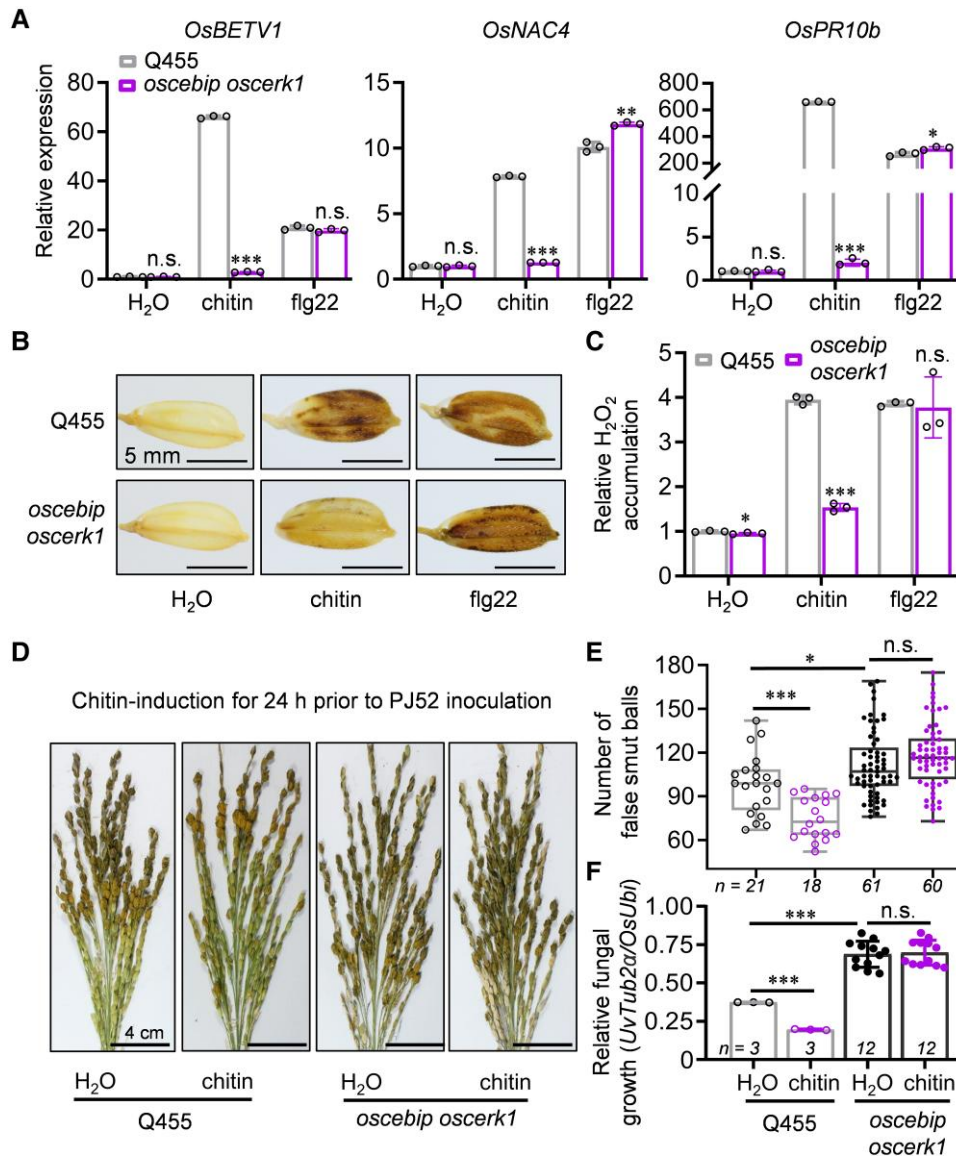 A
OsBETV1
OsNAC4
OsPR10b
Q455
oscebip oscerk1
Relative expression
80
60
40
20
0
n.s.
***
n.s.
H₂O
chitin
flg22
15
10
5
0
n.s.
***
**
H₂O
chitin
flg22
800
600
400
200
10
5
2
0
n.s.
***
*
H₂O
chitin
flg22
B
Q455
5 mm
oscebip
oscerk1
H₂O
chitin
flg22
C
Q455
oscebip
oscerk1
Relative H₂O₂
accumulation
5
4
3
2
1
0
*
***
n.s.
H₂O
chitin
flg22
D
Chitin-induction for 24 h prior to PJ52 inoculation
4 cm
H₂O
chitin
H₂O
chitin
Q455
oscebip oscerk1
E
Number of
false smut balls
180
150
120
90
60
*
***
n.s.
n = 21
18
61
60
F
Relative fungal
growth (UvTub2α/OsUbi)
1.00
0.75
0.50
0.25
0
***
***
n.s.
n = 3
3
12
12
H₂O
chitin
H₂O
chitin
Q455
oscebip
oscerk1